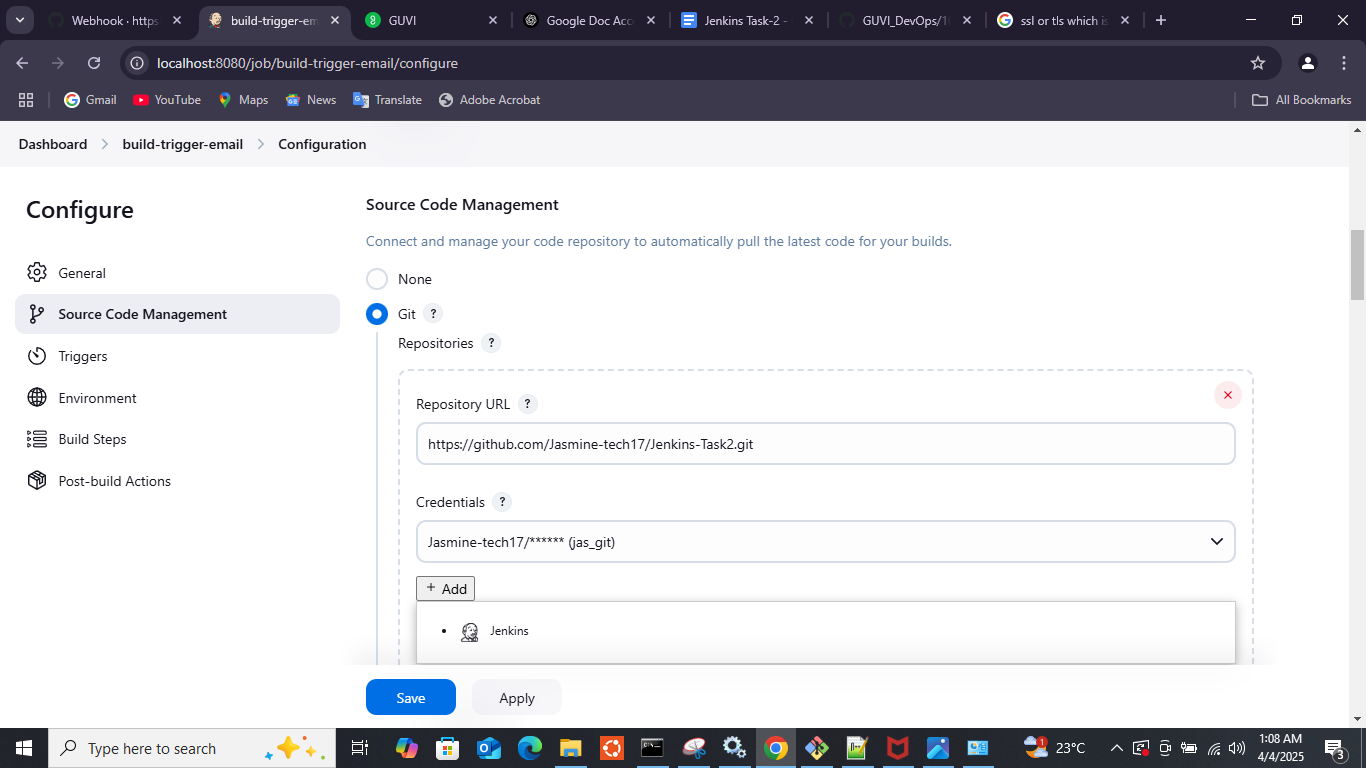 Webhook · https
build-trigger-em
GUVI
Google Doc Acc
Jenkins Task-2 -
GUVI_DevOps/1
ssl or tls which is
localhost:8080/job/build-trigger-email/configure
Gmail
YouTube
Maps
News
Translate
Adobe Acrobat
All Bookmarks
Dashboard
build-trigger-email
Configuration
Configure
General
Source Code Management
Triggers
Environment
Build Steps
Post-build Actions
Source Code Management
Connect and manage your code repository to automatically pull the latest code for your builds.
None
Git ?
Repositories ?
Repository URL ?
https://github.com/Jasmine-tech17/Jenkins-Task2.git
Credentials ?
Jasmine-tech17/****** (jas_git)
+ Add
• Jenkins
Save
Apply
Type here to search
1
23°C
1:08 AM
4/4/2025
3